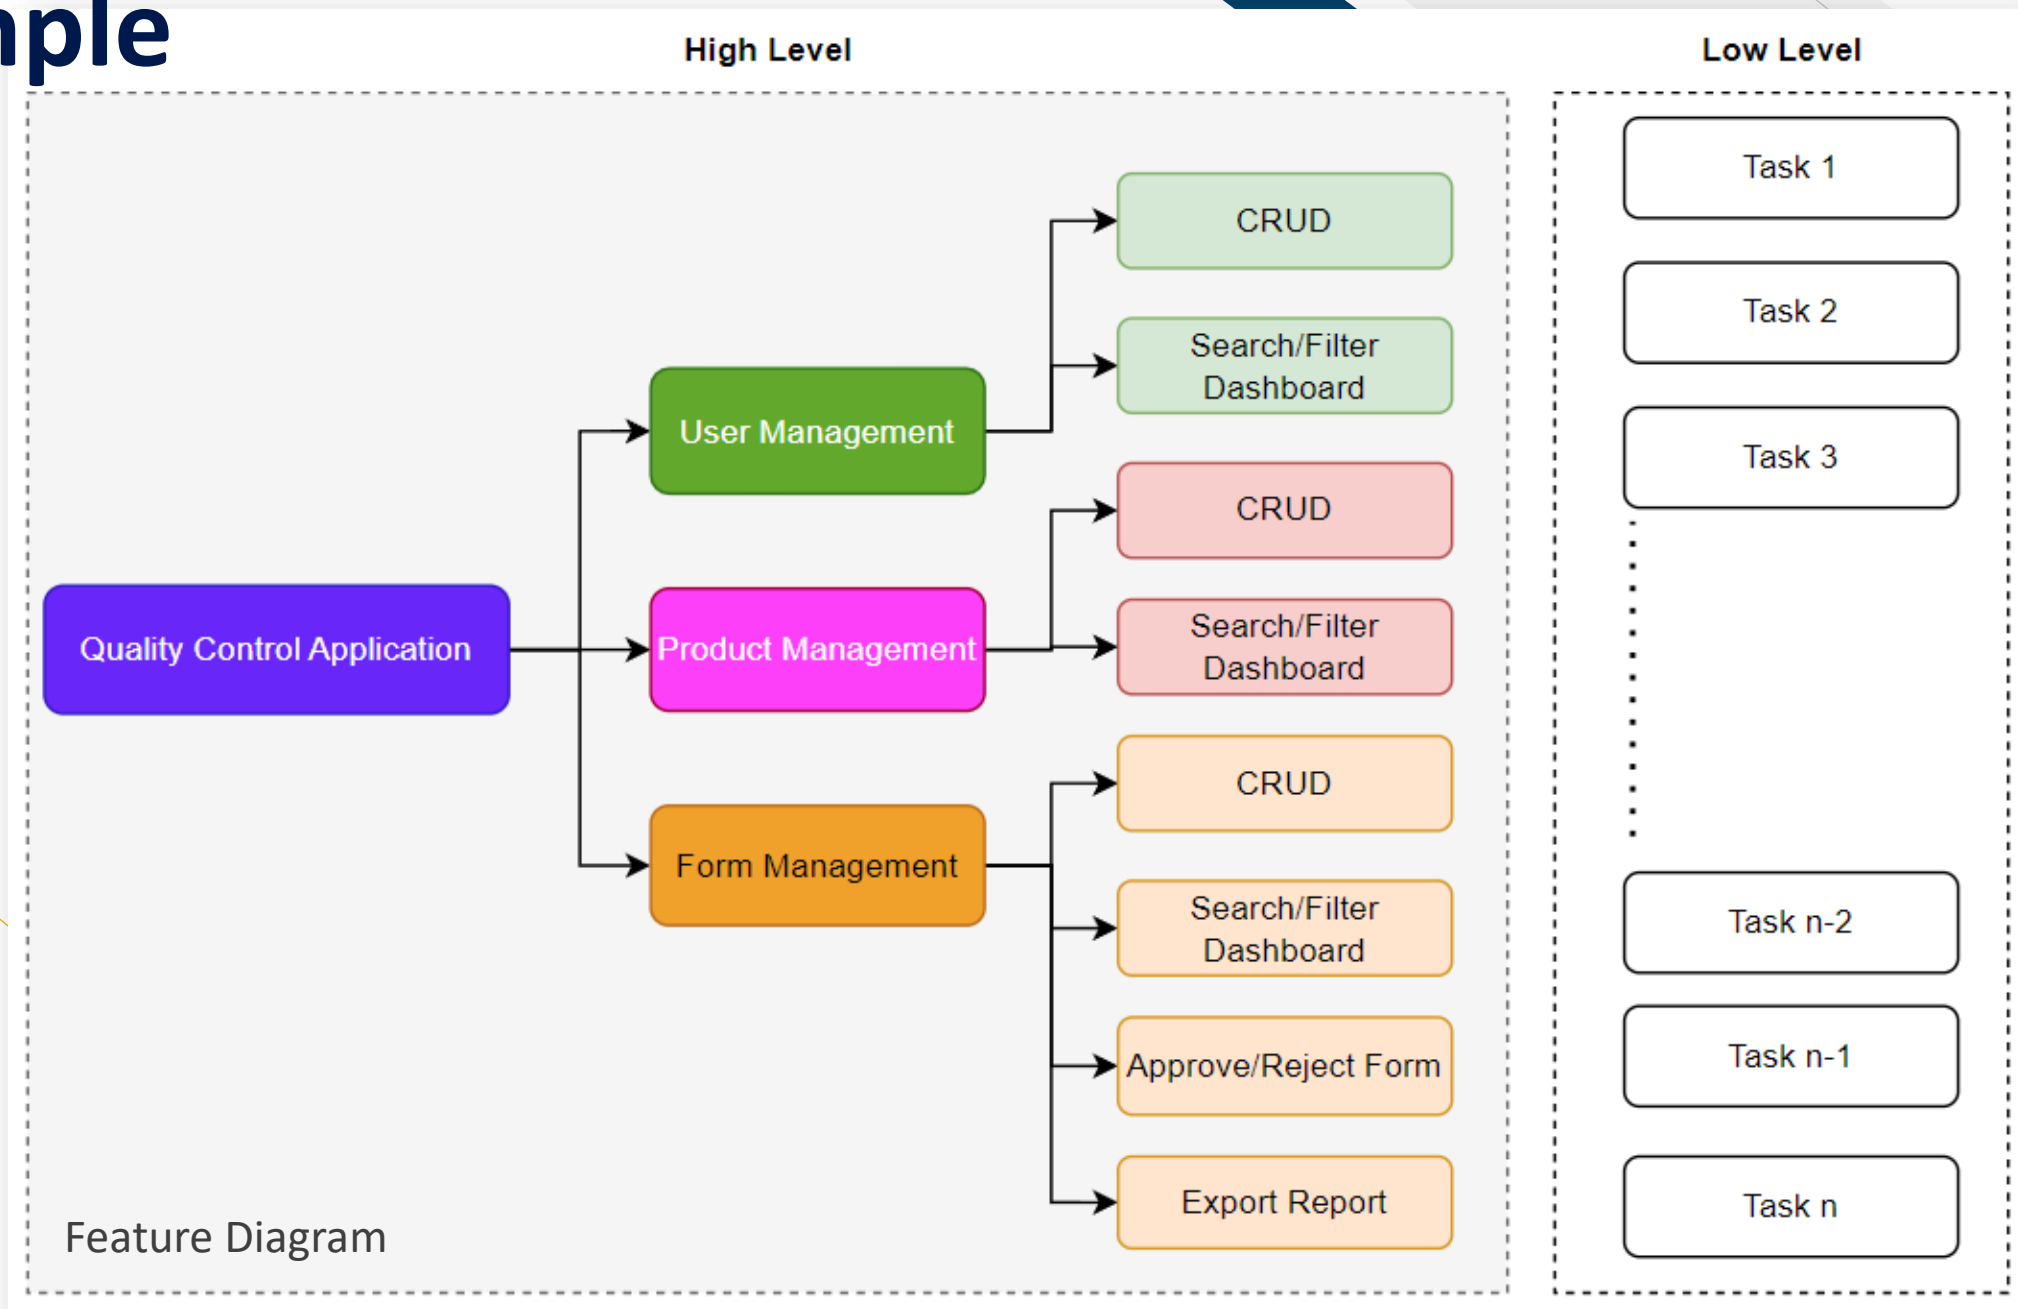 High Level
Low Level
CRUD
Search/Filter
Dashboard
User Management
CRUD
Search/Filter
Dashboard
Quality Control Application
Product Management
CRUD
Form Management
Search/Filter
Dashboard
Approve/Reject Form
Export Report
Feature Diagram
Task 1
Task 2
Task 3
Task n-2
Task n-1
Task n